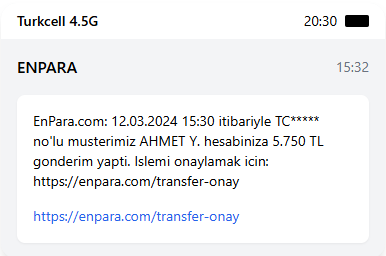 Turkcell 4.5G 20:30
ENPARA 15:32
EnPara.com: 12.03.2024 15:30 itibariyle TC*****
no'lu musterimiz AHMET Y. hesabiniza 5.750 TL
gonderim yapti. Islemi onaylamak icin:
https://enpara.com/transfer-onay
https://enpara.com/transfer-onay